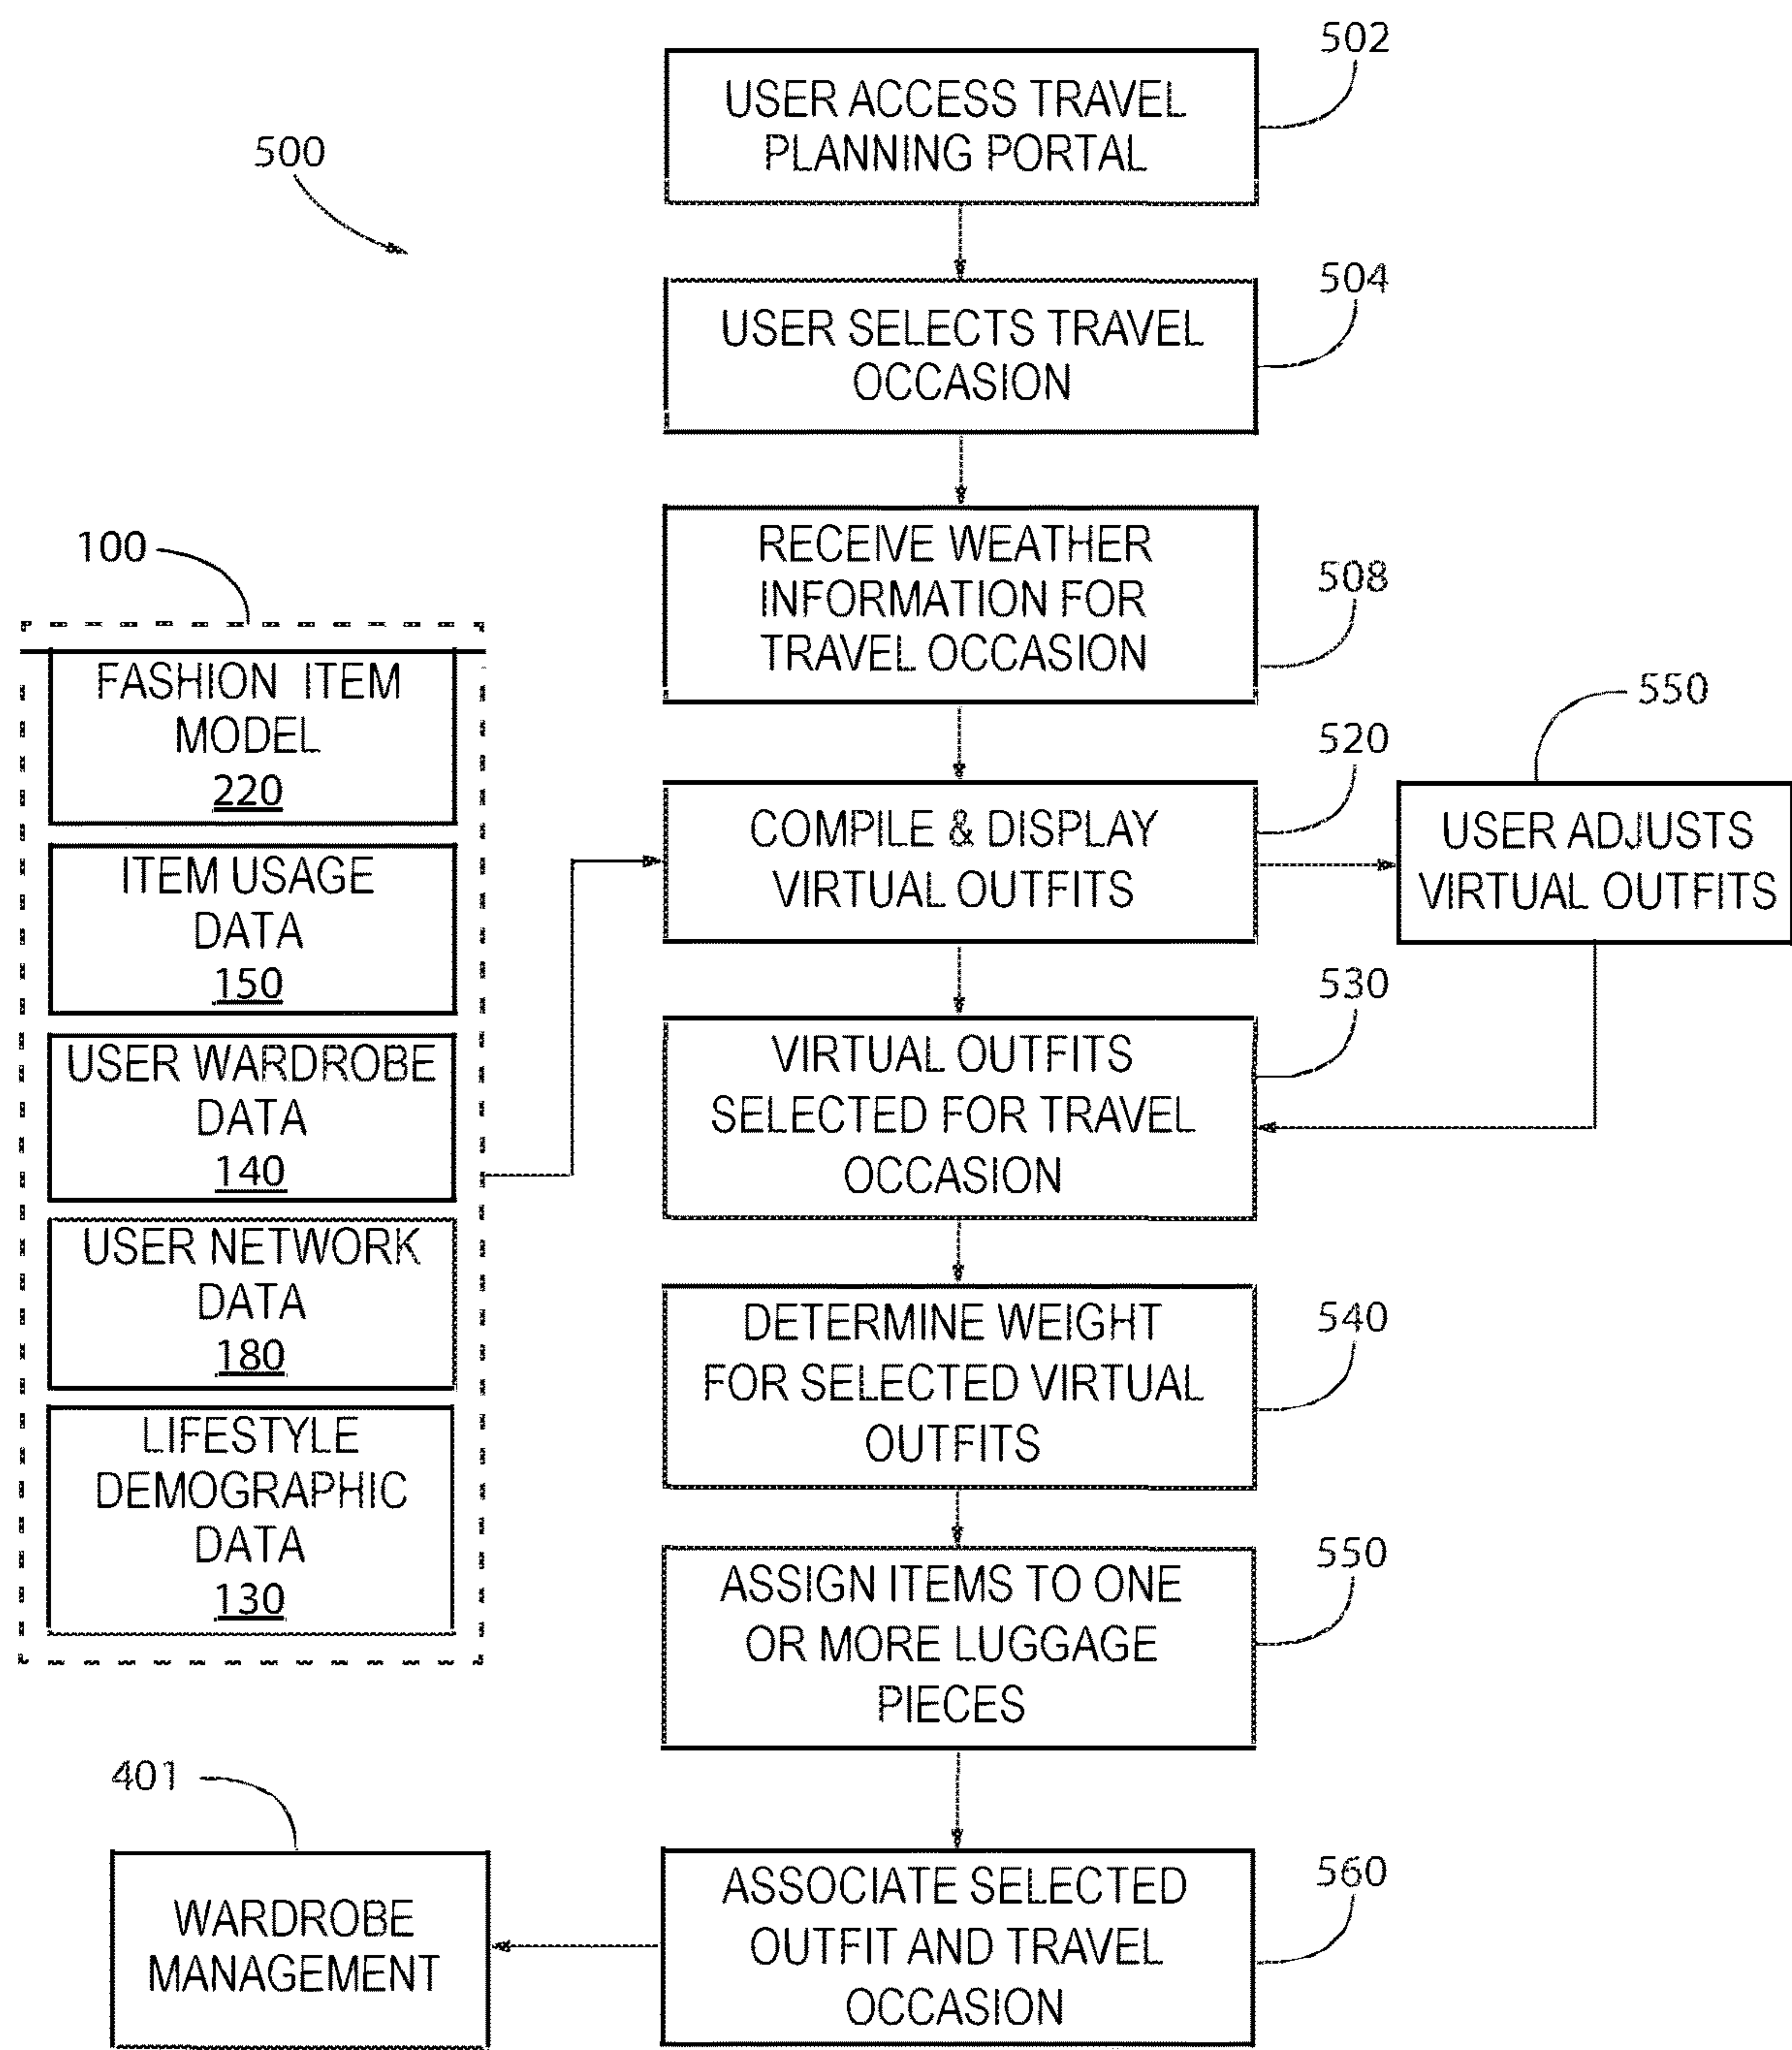 502
USER ACCESS TRAVEL
PLANNING PORTAL
500
504
USER SELECTS TRAVEL
OCCASION
RECEIVE WEATHER
INFORMATION FOR
TRAVEL OCCASION
508
100
FASHION ITEM
MODEL
220
ITEM USAGE
DATA
150
USER WARDROBE
DATA
140
USER NETWORK
DATA
180
LIFESTYLE
DEMOGRAPHIC
DATA
130
520
COMPILE & DISPLAY
VIRTUAL OUTFITS
550
USER ADJUSTS
VIRTUAL OUTFITS
530
VIRTUAL OUTFITS
SELECTED FOR TRAVEL
OCCASION
540
DETERMINE WEIGHT
FOR SELECTED VIRTUAL
OUTFITS
550
ASSIGN ITEMS TO ONE
OR MORE LUGGAGE
PIECES
560
ASSOCIATE SELECTED
OUTFIT AND TRAVEL
OCCASION
401
WARDROBE
MANAGEMENT